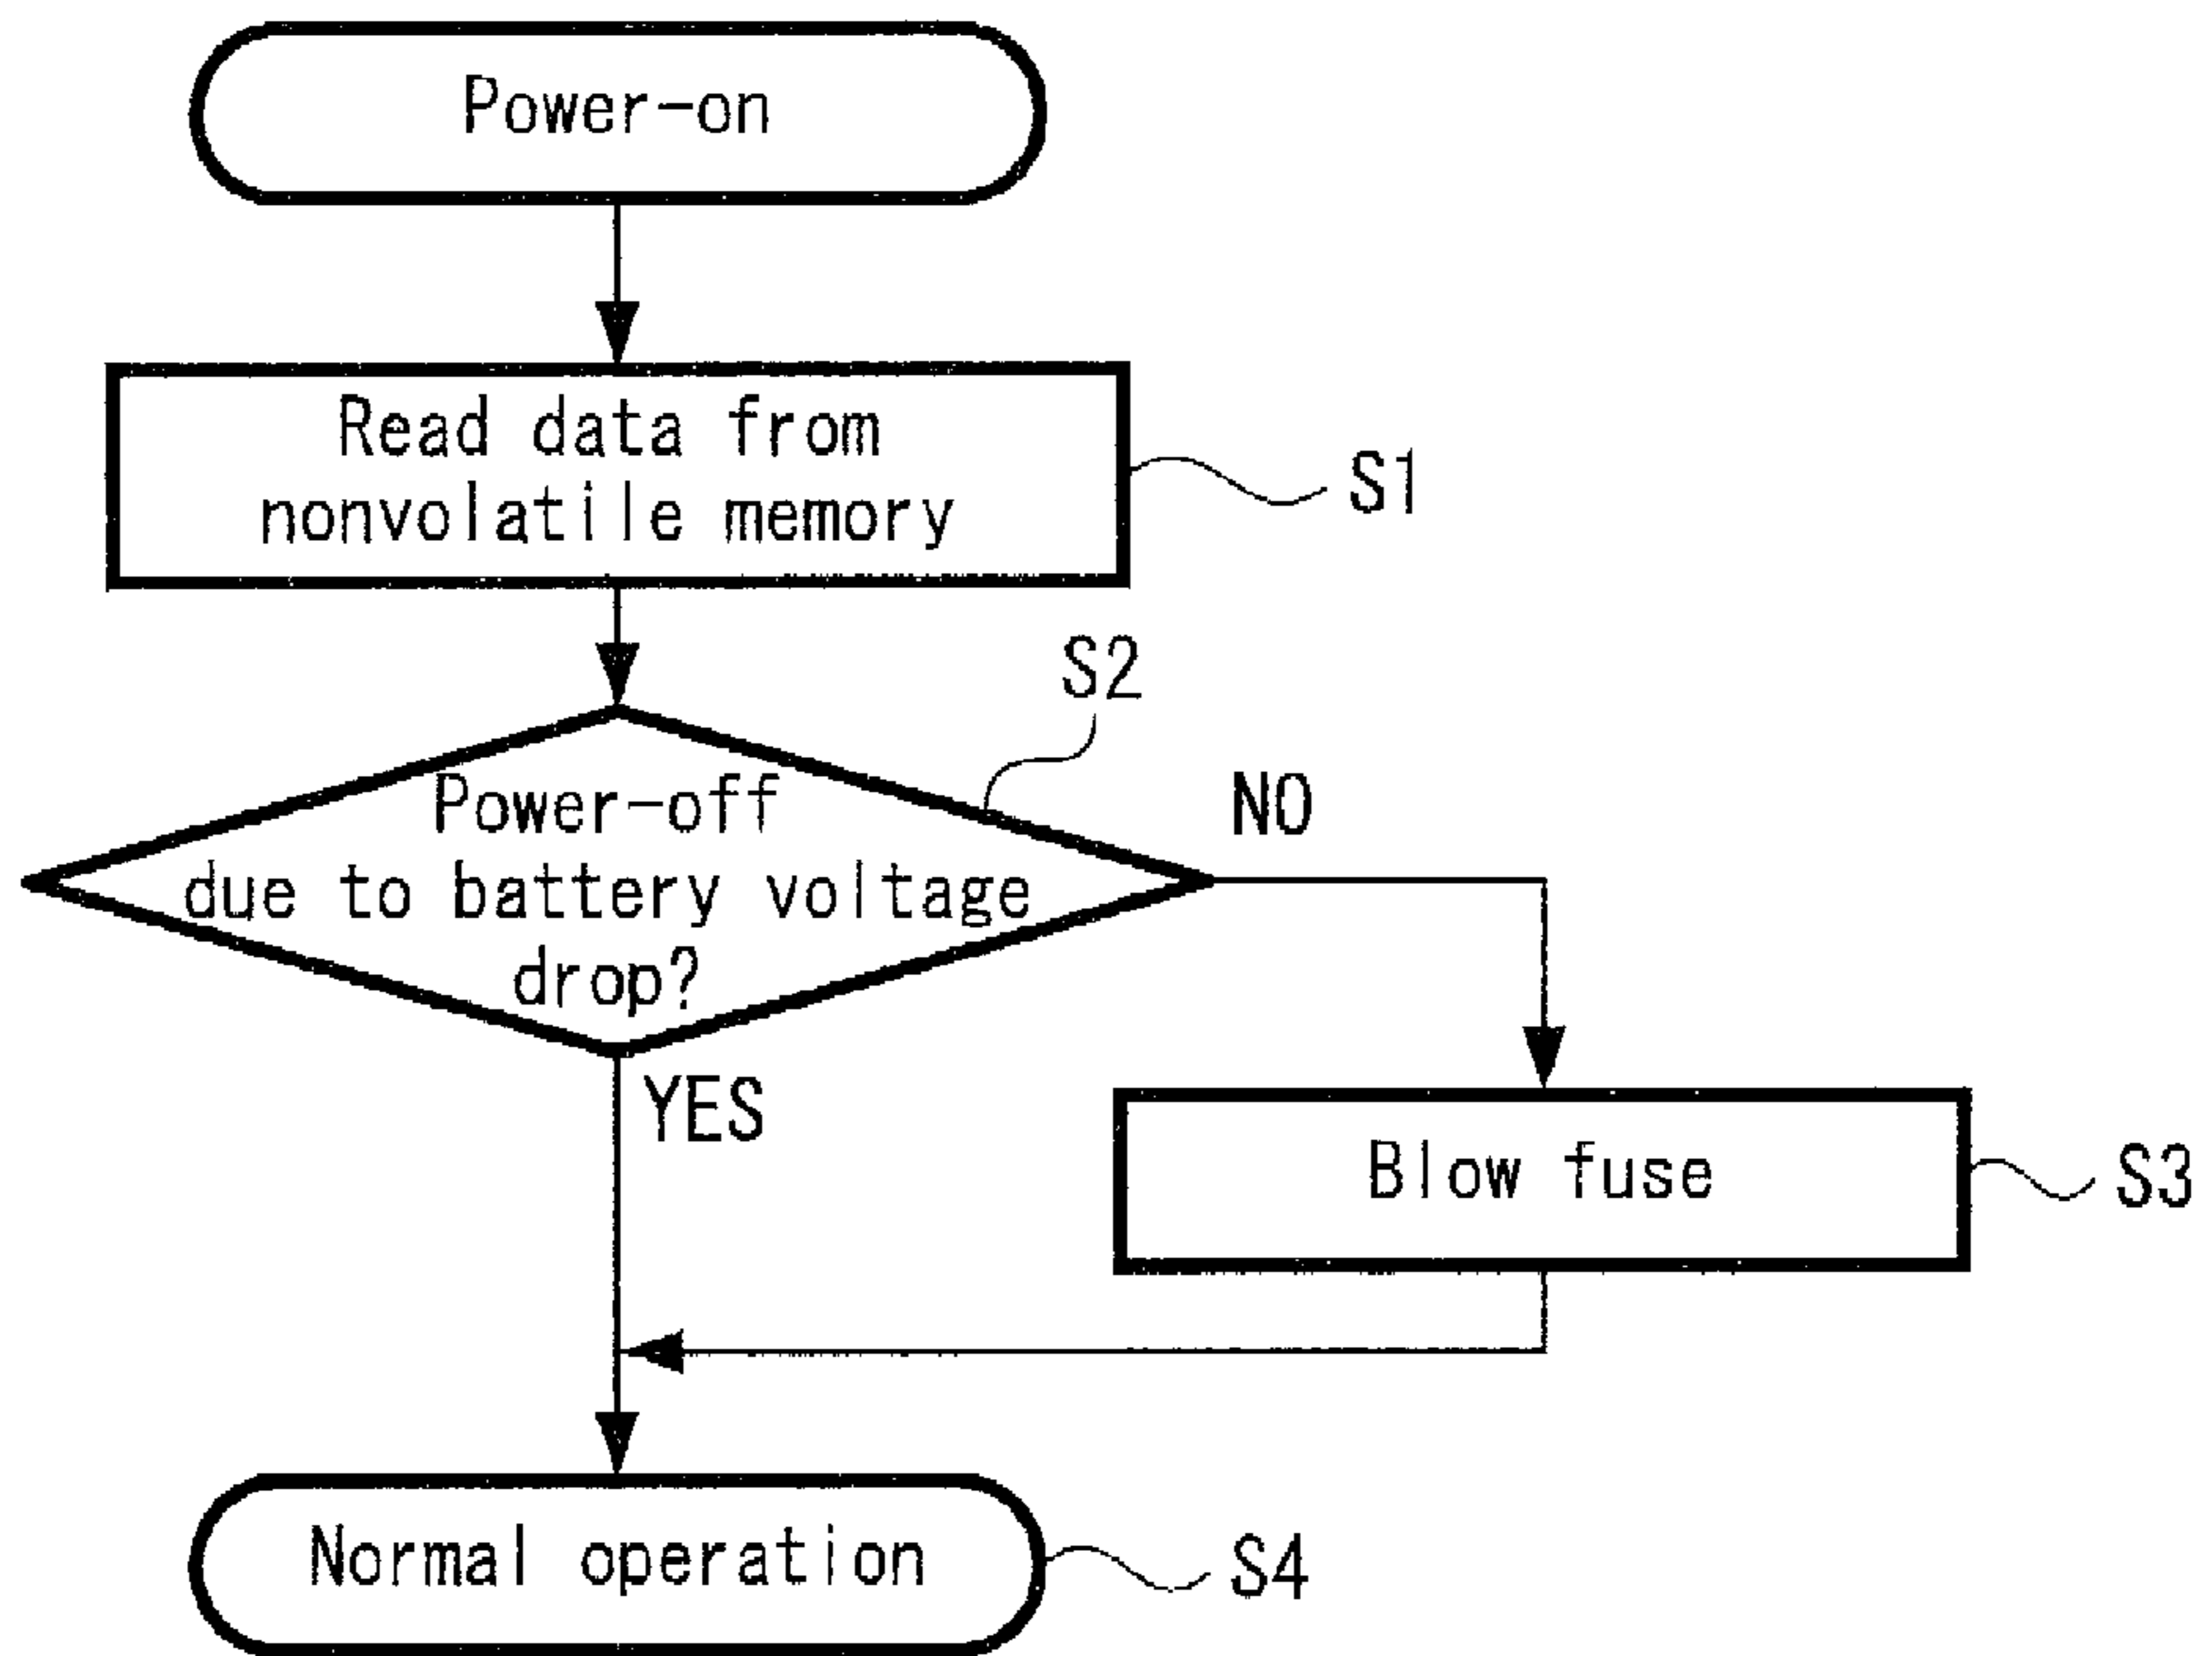 Power-on
Read data from
nonvolatile memory
S1
S2
Power-off
due to battery voltage
drop?
NO
YES
Blow fuse
S3
Normal operation
S4